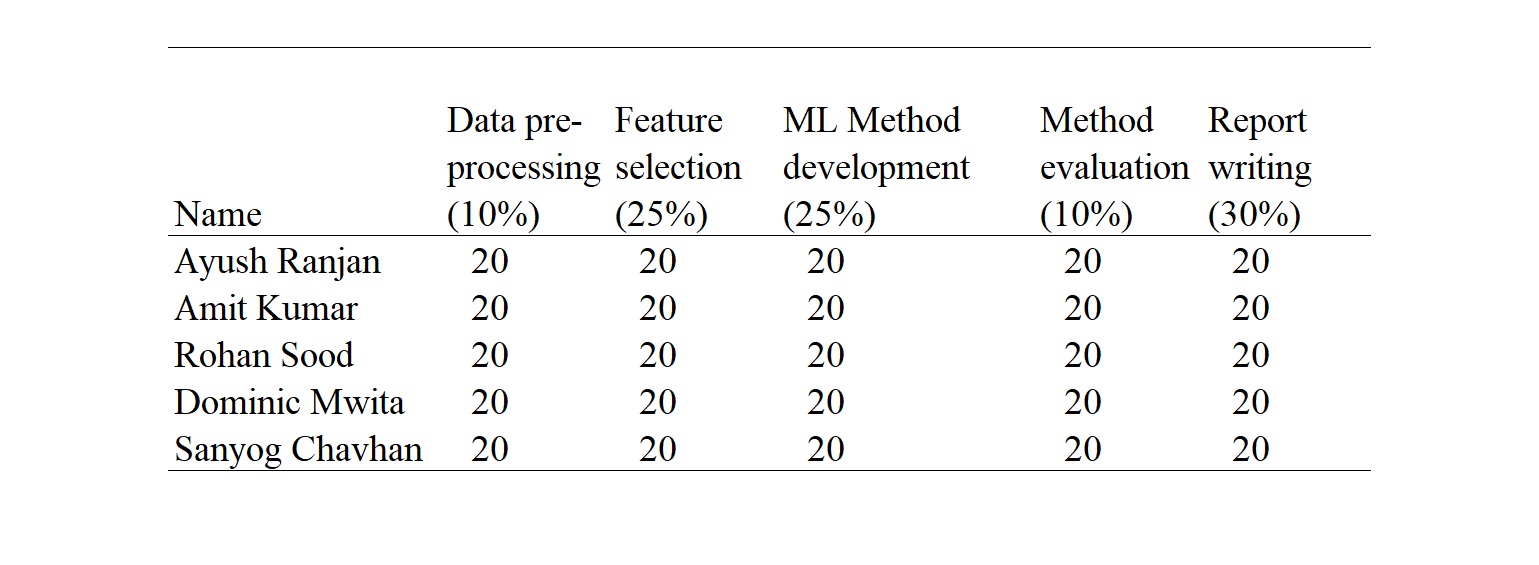 Data pre- Feature ML Method Method Report
processing selection development evaluation writing
Name (10%) (25%) (25%) (10%) (30%)
Ayush Ranjan 20 20 20 20 20
Amit Kumar 20 20 20 20 20
Rohan Sood 20 20 20 20 20
Dominic Mwita 20 20 20 20 20
Sanyog Chavhan 20 20 20 20 20